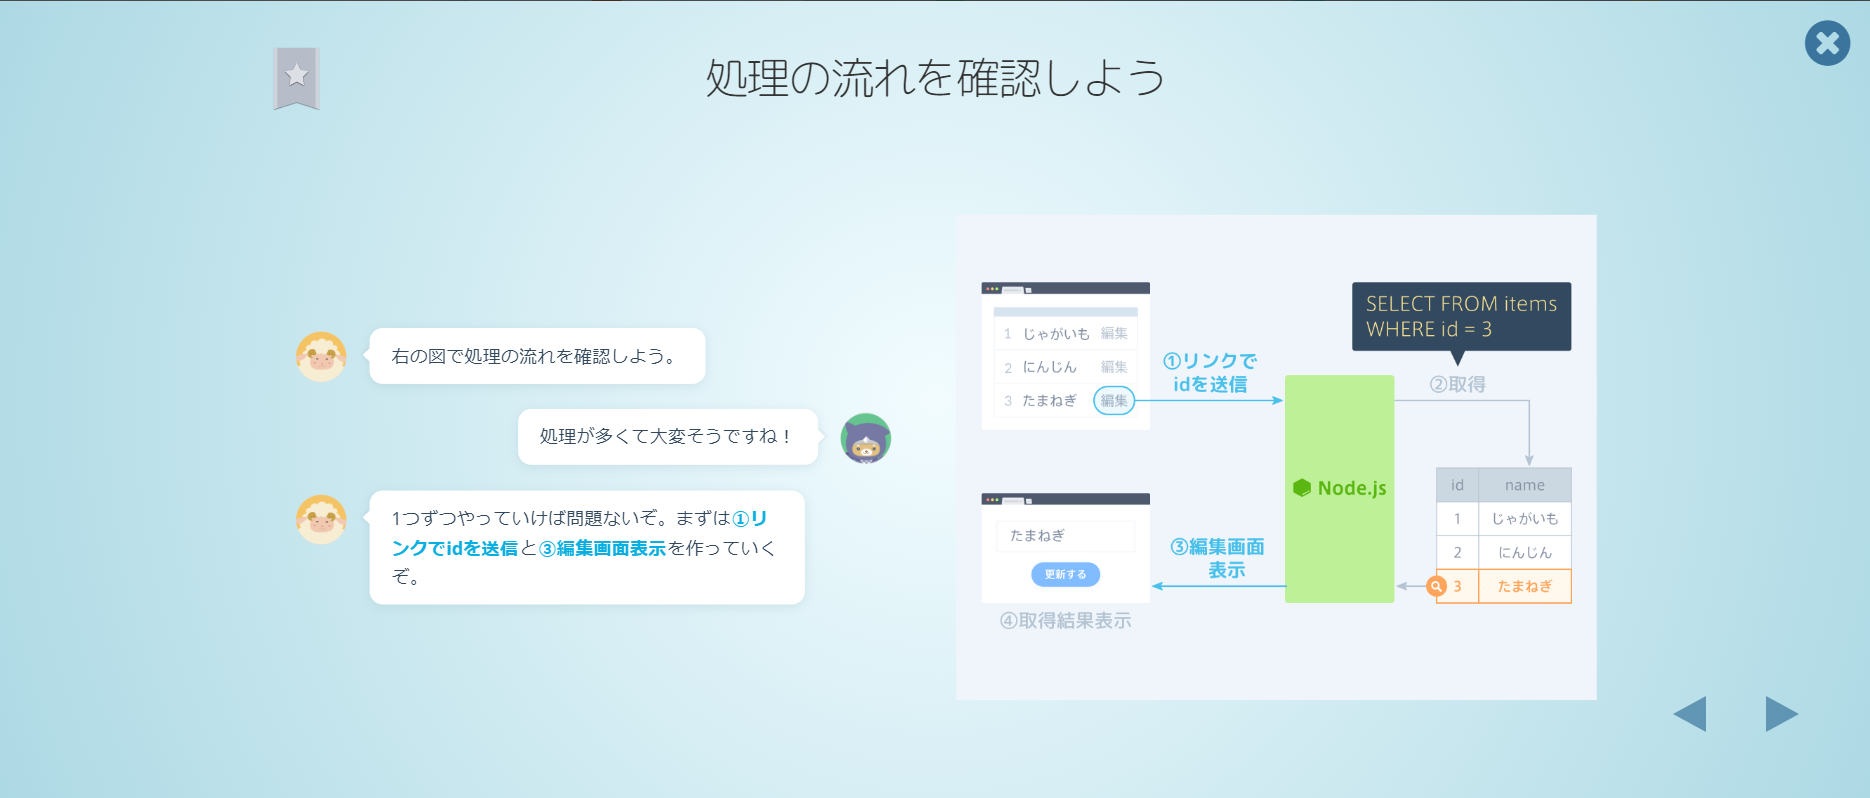 処理の流れを確認しよう
右の図で処理の流れを確認しよう。
処理が多くて大変そうですね！
1つずつやっていけば問題ないぞ。まずは①リ
ンクでidを送信と③編集画面表示を作っていく
ぞ。
1 じゃがいも 編集
2 にんじん 編集
3 たまねぎ 編集
①リンクで
idを送信
SELECT FROM items
WHERE id = 3
②取得
Node.js
id name
1 じゃがいも
2 にんじん
3 たまねぎ
たまねぎ
更新する
③編集画面
表示
④取得結果表示